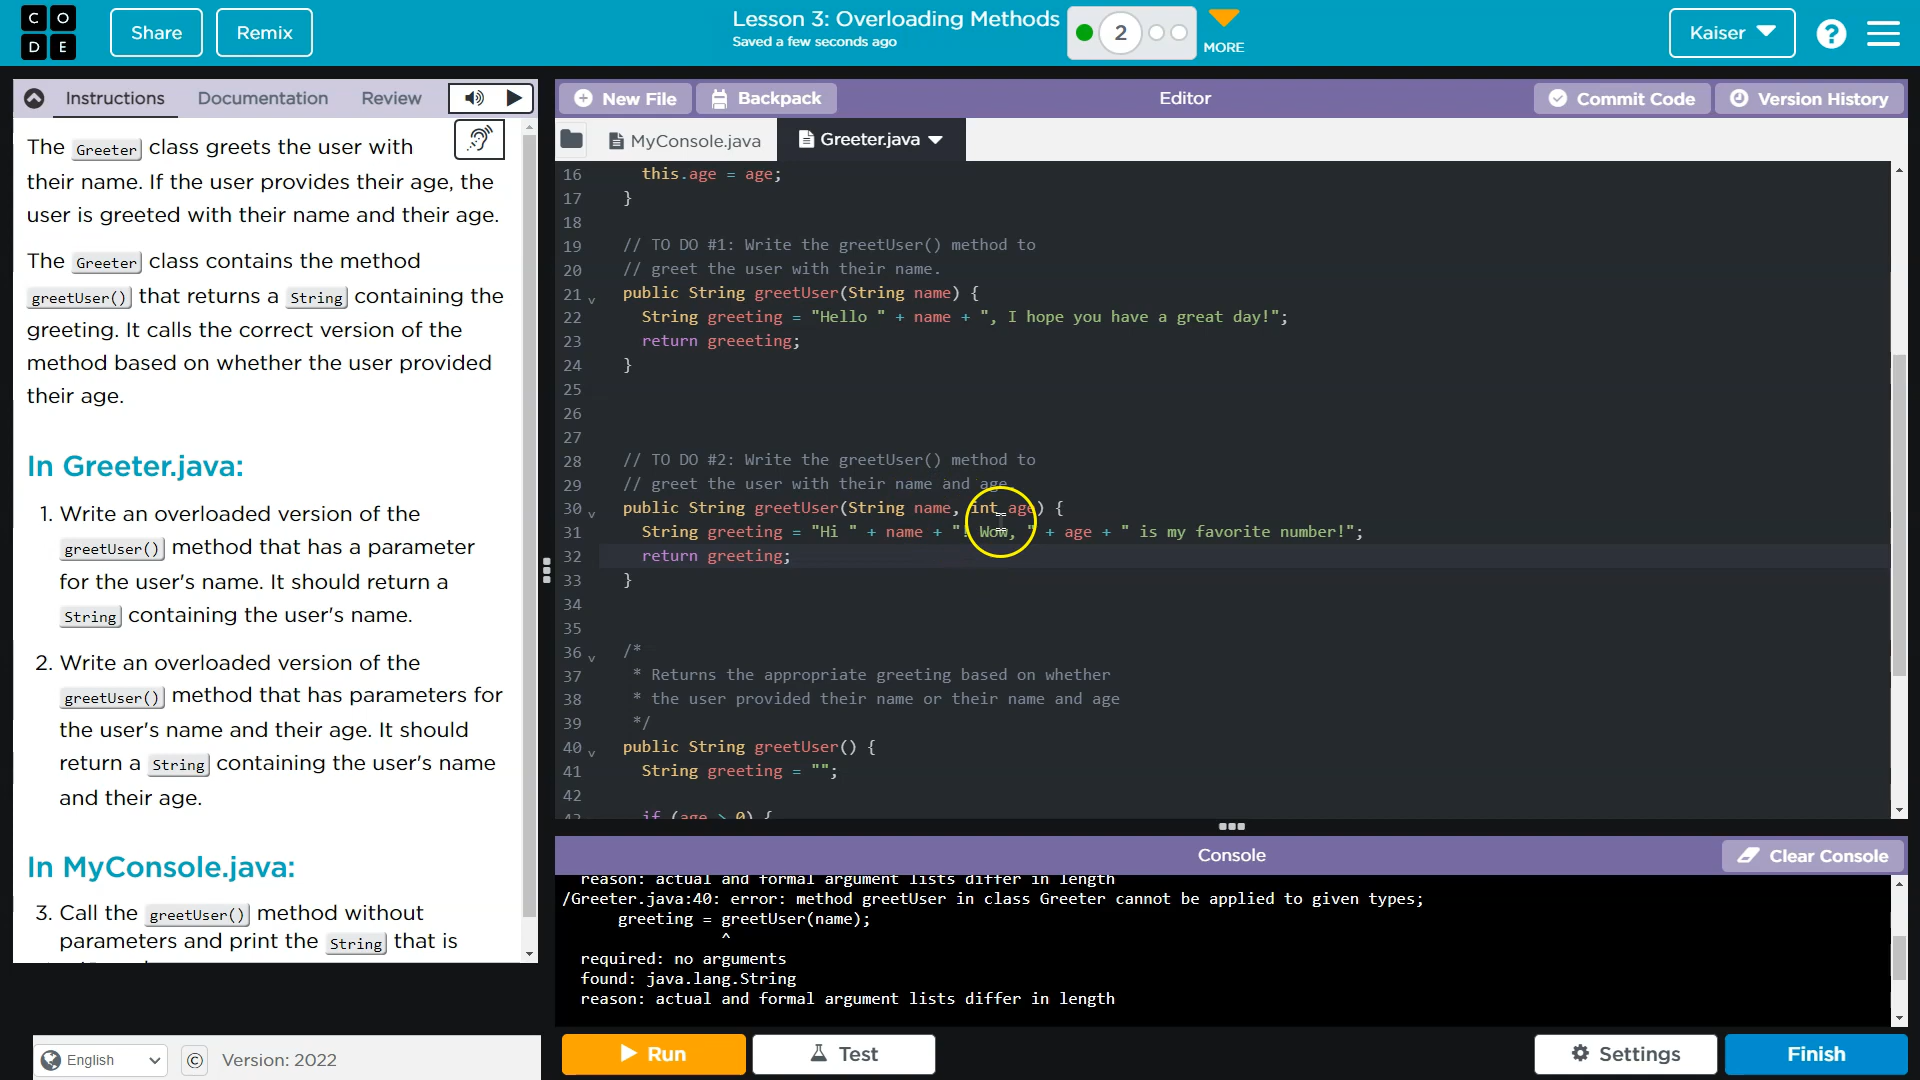 C O
D E
Share
Remix
Lesson 3: Overloading Methods
Saved a few seconds ago
2
MORE
Kaiser
?
Instructions
Documentation
Review
The Greeter class greets the user with
their name. If the user provides their age, the
user is greeted with their name and their age.
The Greeter class contains the method
greetUser() that returns a String containing the
greeting. It calls the correct version of the
method based on whether the user provided
their age.
In Greeter.java:
1. Write an overloaded version of the
greetUser() method that has a parameter
for the user's name. It should return a
String containing the user's name.
2. Write an overloaded version of the
greetUser() method that has parameters for
the user's name and their age. It should
return a String containing the user's name
and their age.
In MyConsole.java:
3. Call the greetUser() method without
parameters and print the String that is
English
©
Version: 2022
New File
Backpack
Editor
Commit Code
Version History
MyConsole.java
Greeter.java
16 this.age = age;
17 }
18
19 // TO DO #1: Write the greetUser() method to
20 // greet the user with their name.
21 public String greetUser(String name) {
22 String greeting = "Hello " + name + ", I hope you have a great day!";
23 return greeeting;
24 }
25
26
27
28 // TO DO #2: Write the greetUser() method to
29 // greet the user with their name and age.
30 public String greetUser(String name, int age) {
31 String greeting = "Hi " + name + "! Wow, " + age + " is my favorite number!";
32 return greeting;
33 }
34
35
36 /*
37 * Returns the appropriate greeting based on whether
38 * the user provided their name or their name and age
39 */
40 public String greetUser() {
41 String greeting = "";
42
43 if (age > 0) {
Console
Clear Console
reason: actual and formal argument lists differ in length
/Greeter.java:40: error: method greetUser in class Greeter cannot be applied to given types;
greeting = greetUser(name);
^
required: no arguments
found: java.lang.String
reason: actual and formal argument lists differ in length
Run
Test
Settings
Finish